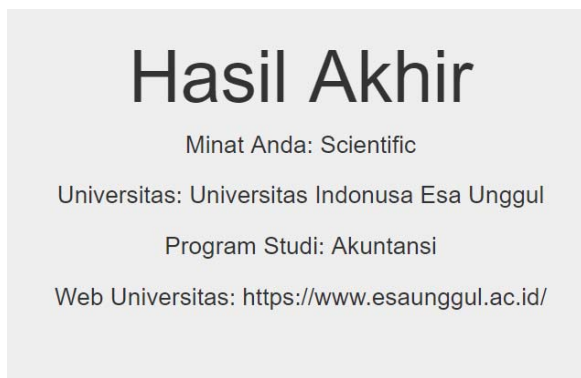 Hasil Akhir
Minat Anda: Scientific
Universitas: Universitas Indonusa Esa Unggul
Program Studi: Akuntansi
Web Universitas: https://www.esaunggul.ac.id/